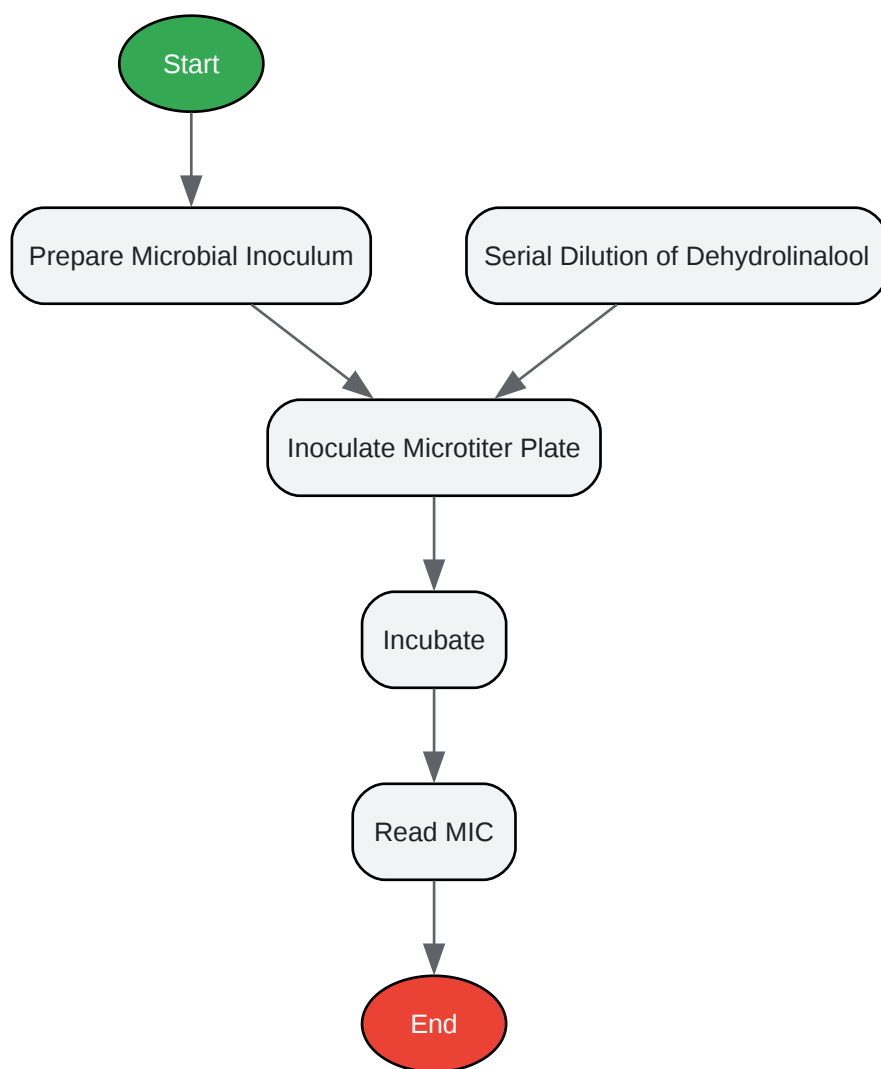 Start
Prepare Microbial Inoculum
Serial Dilution of Dehydrolinalool
Inoculate Microtiter Plate
Incubate
Read MIC
End